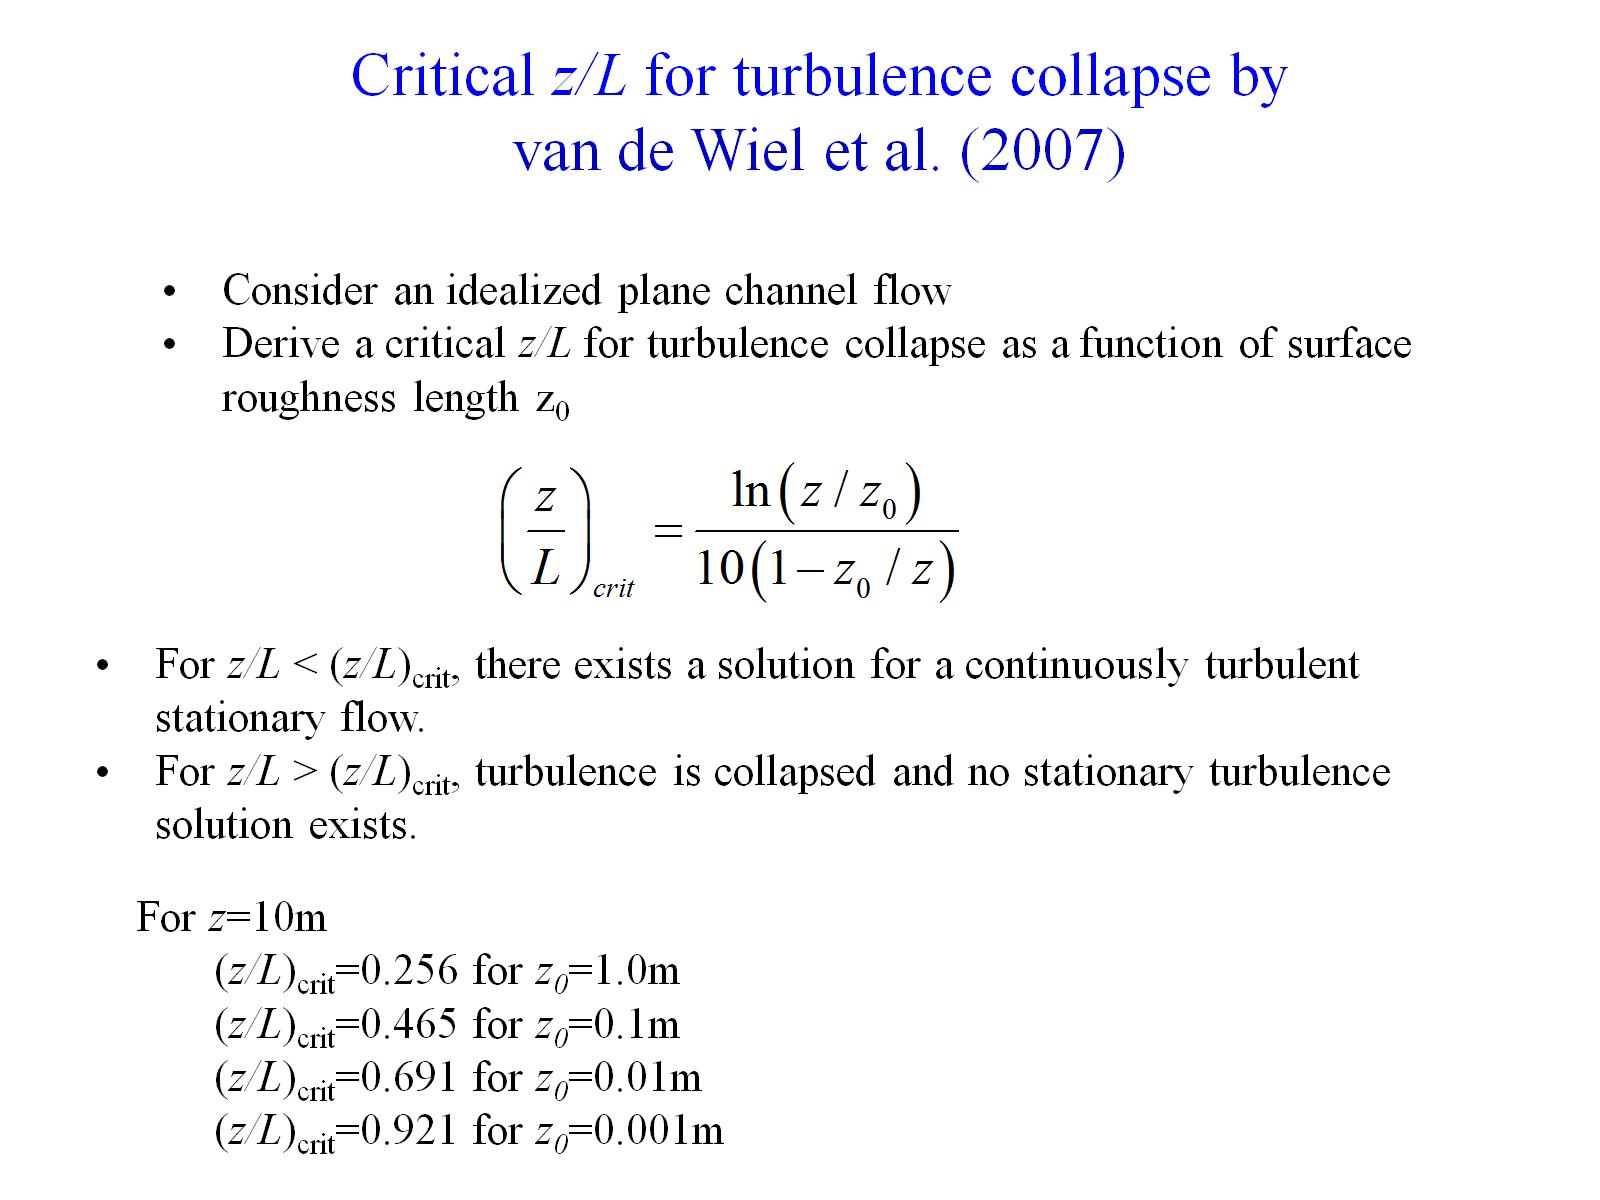 Critical z/L for turbulence collapse by
van de Wiel et al. (2007)
• Consider an idealized plane channel flow
• Derive a critical z/L for turbulence collapse as a function of surface
roughness length z₀
(z/L)crit = ln(z / z₀) / 10(1 − z₀ / z)
• For z/L < (z/L)crit, there exists a solution for a continuously turbulent
stationary flow.
• For z/L > (z/L)crit, turbulence is collapsed and no stationary turbulence
solution exists.
For z=10m
(z/L)crit=0.256 for z₀=1.0m
(z/L)crit=0.465 for z₀=0.1m
(z/L)crit=0.691 for z₀=0.01m
(z/L)crit=0.921 for z₀=0.001m